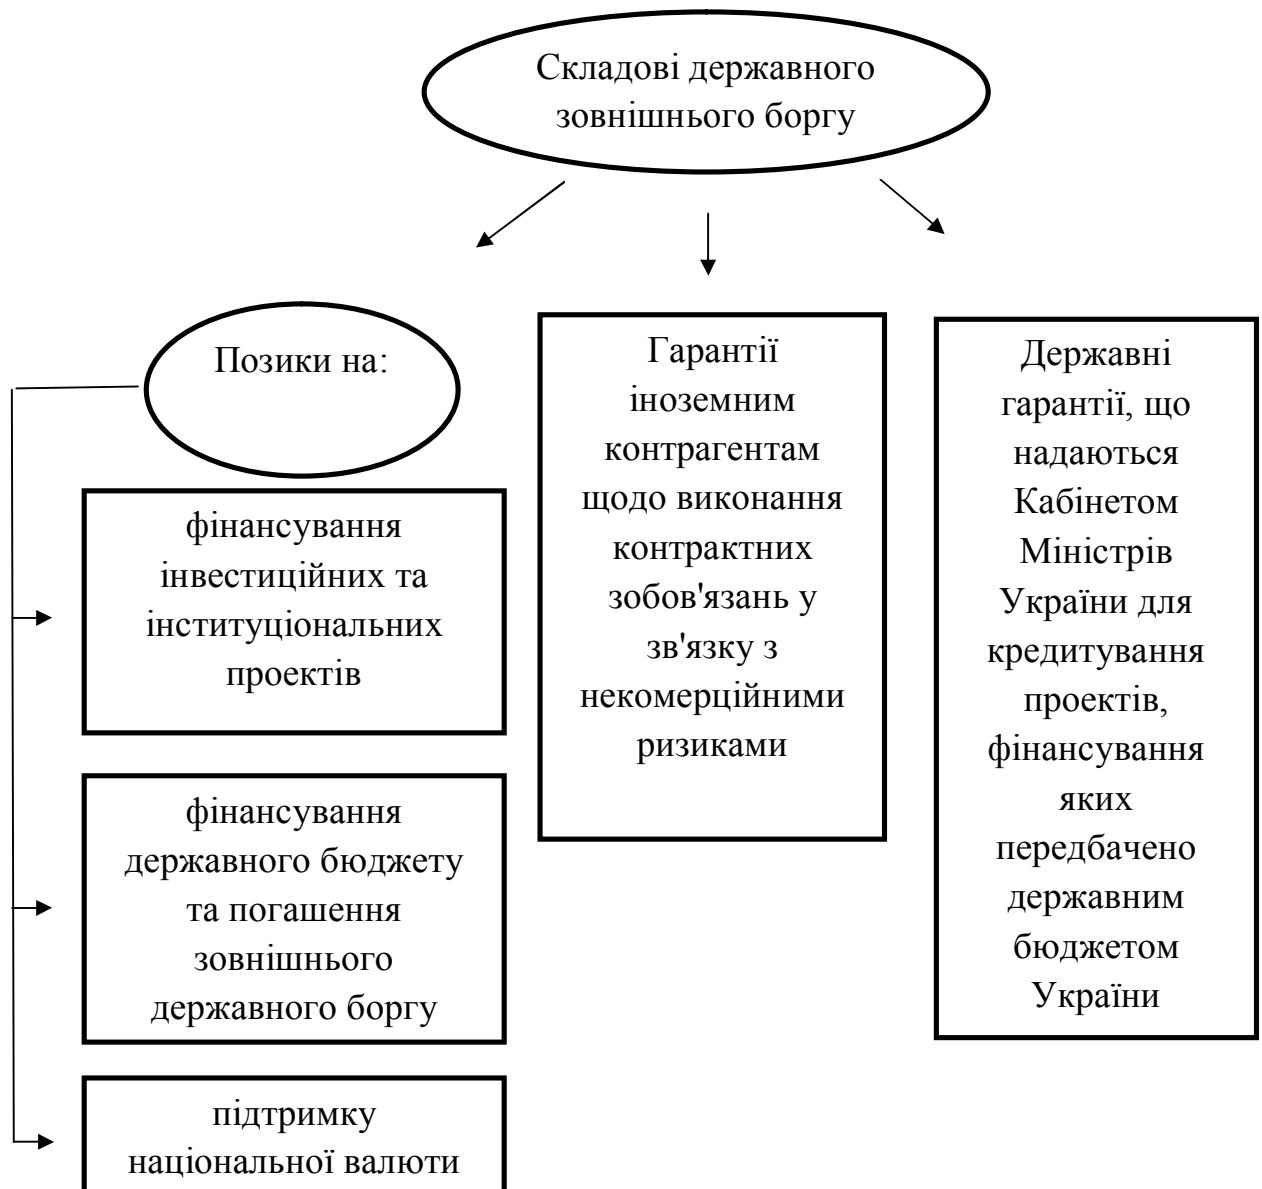 Складові державного
зовнішнього боргу
Позики на:
фінансування
інвестиційних та
інституціональних
проектів
фінансування
державного бюджету
та погашення
зовнішнього
державного боргу
підтримку
національної валюти
Гарантії
іноземним
контрагентам
щодо виконання
контрактних
зобов'язань у
зв'язку з
некомерційними
ризиками
Державні
гарантії, що
надаються
Кабінетом
Міністрів
України для
кредитування
проектів,
фінансування
яких
передбачено
державним
бюджетом
України